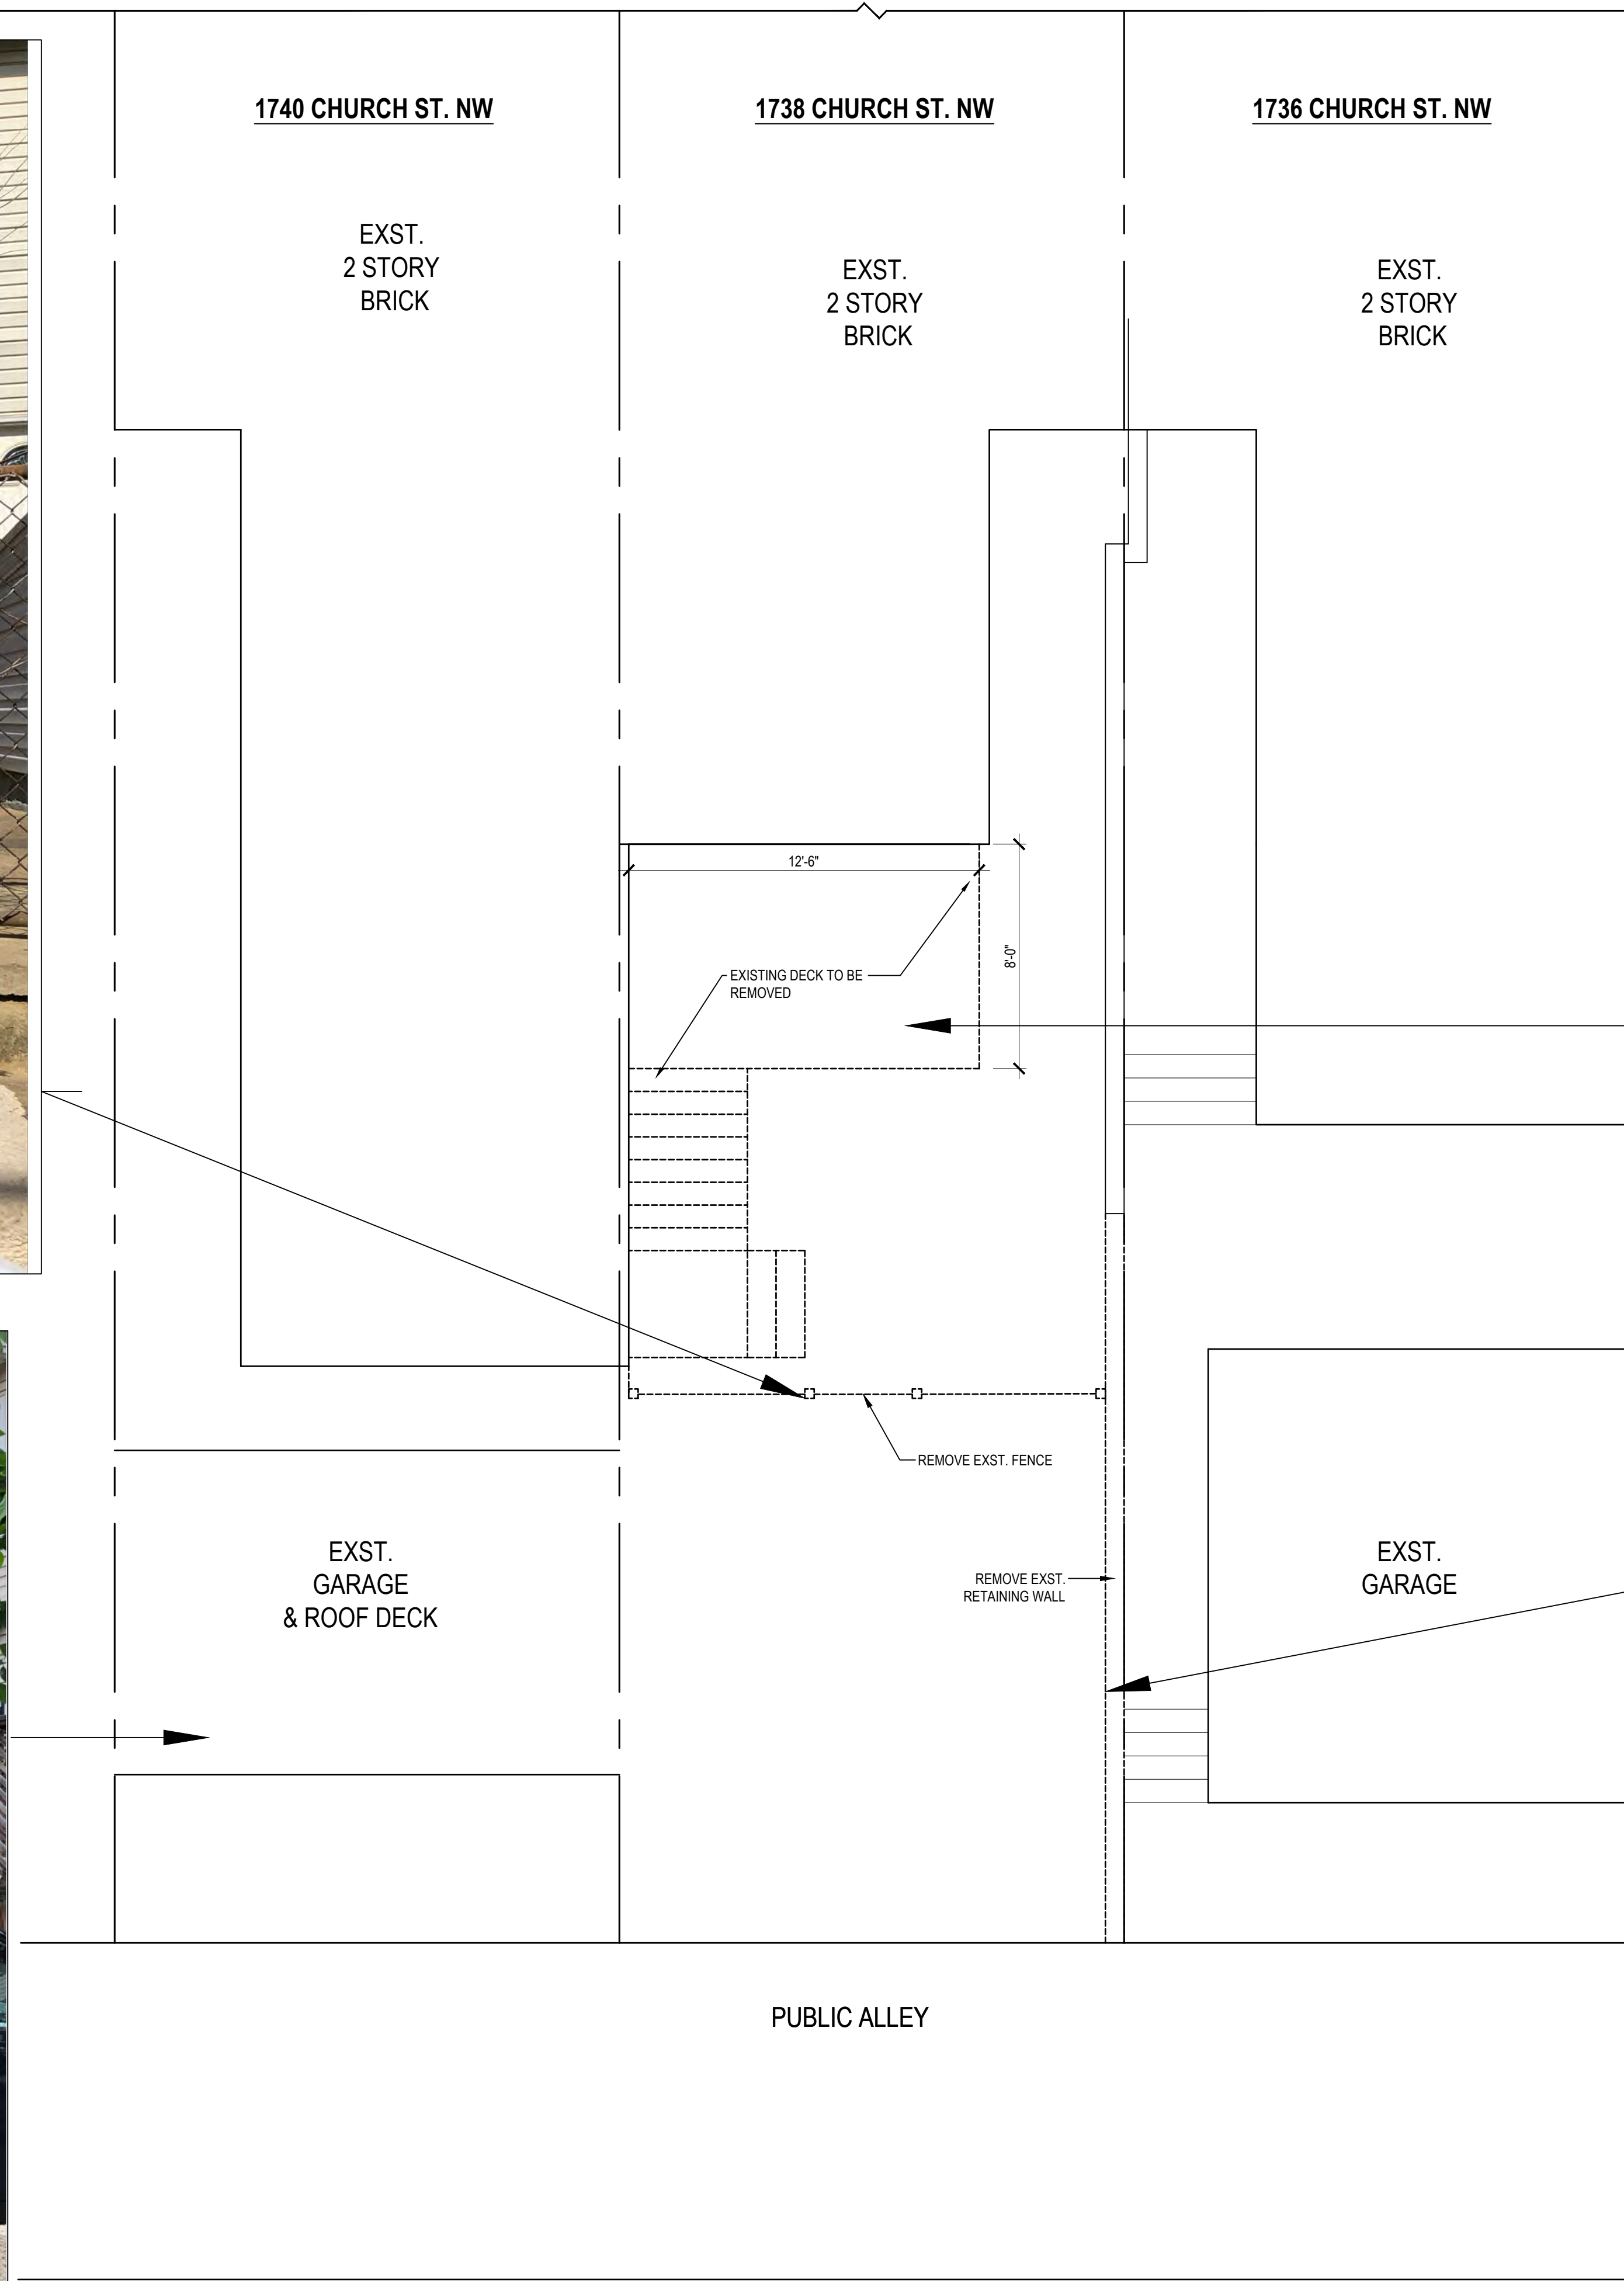 1740 CHURCH ST. NW
1738 CHURCH ST. NW
1736 CHURCH ST. NW
EXST.
2 STORY
BRICK
EXST.
2 STORY
BRICK
EXST.
2 STORY
BRICK
12'-6"
8'-0"
EXISTING DECK TO BE
REMOVED
REMOVE EXST. FENCE
EXST.
GARAGE
& ROOF DECK
REMOVE EXST.
RETAINING WALL
EXST.
GARAGE
PUBLIC ALLEY